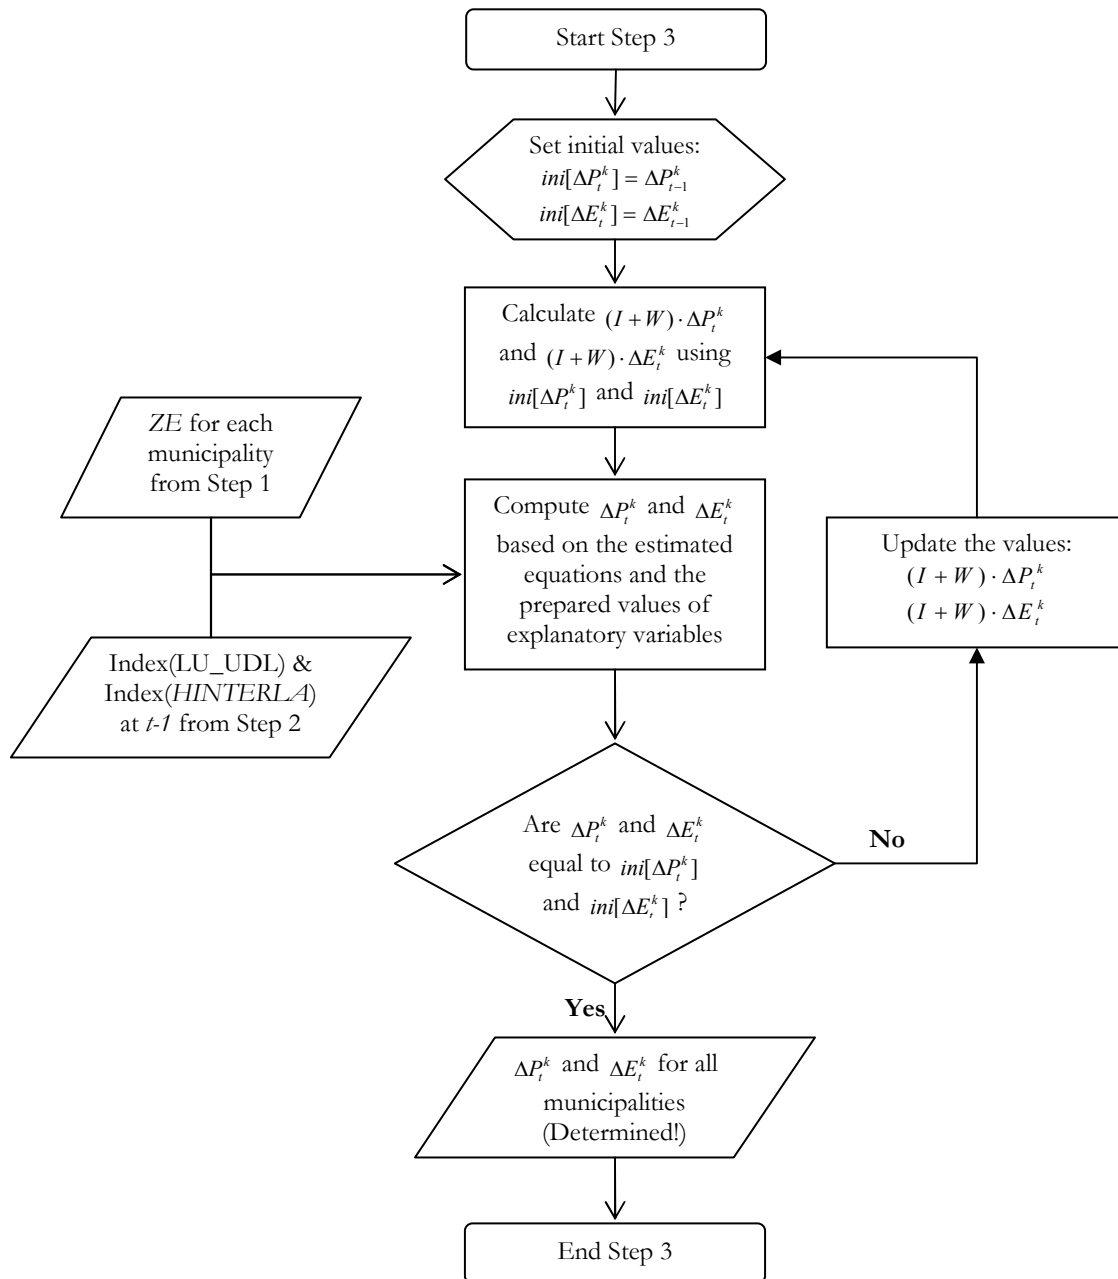 Start Step 3
Set initial values:
ini[ΔP_t^k] = ΔP_{t−1}^k
ini[ΔE_t^k] = ΔE_{t−1}^k
Calculate (I + W) · ΔP_t^k
and (I + W) · ΔE_t^k using
ini[ΔP_t^k] and ini[ΔE_t^k]
ZE for each
municipality
from Step 1
Index(LU_UDL) &
Index(HINTERLA)
at t-1 from Step 2
Compute ΔP_t^k and ΔE_t^k
based on the estimated
equations and the
prepared values of
explanatory variables
Update the values:
(I + W) · ΔP_t^k
(I + W) · ΔE_t^k
Are ΔP_t^k and ΔE_t^k
equal to ini[ΔP_t^k]
and ini[ΔE_t^k] ?
No
Yes
ΔP_t^k and ΔE_t^k for all
municipalities
(Determined!)
End Step 3